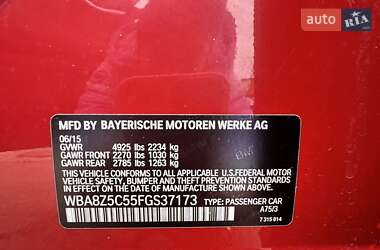 auto RIA
MFD BY BAYERISCHE MOTOREN WERKE AG
06/15
GVWR 4925 lbs 2234 kg
GAWR FRONT 2270 lbs 1030 kg
GAWR REAR 2785 lbs 1263 kg
THIS VEHICLE CONFORMS TO ALL APPLICABLE U.S.FEDERAL MOTOR
VEHICLE SAFETY, BUMPER, AND THEFT PREVENTION STANDARDS
IN EFFECT ON THE DATE OF MANUFACTURE SHOWN ABOVE.
WBA8Z5C55FGS37173 TYPE: PASSENGER CAR
A75/3
7 315 814